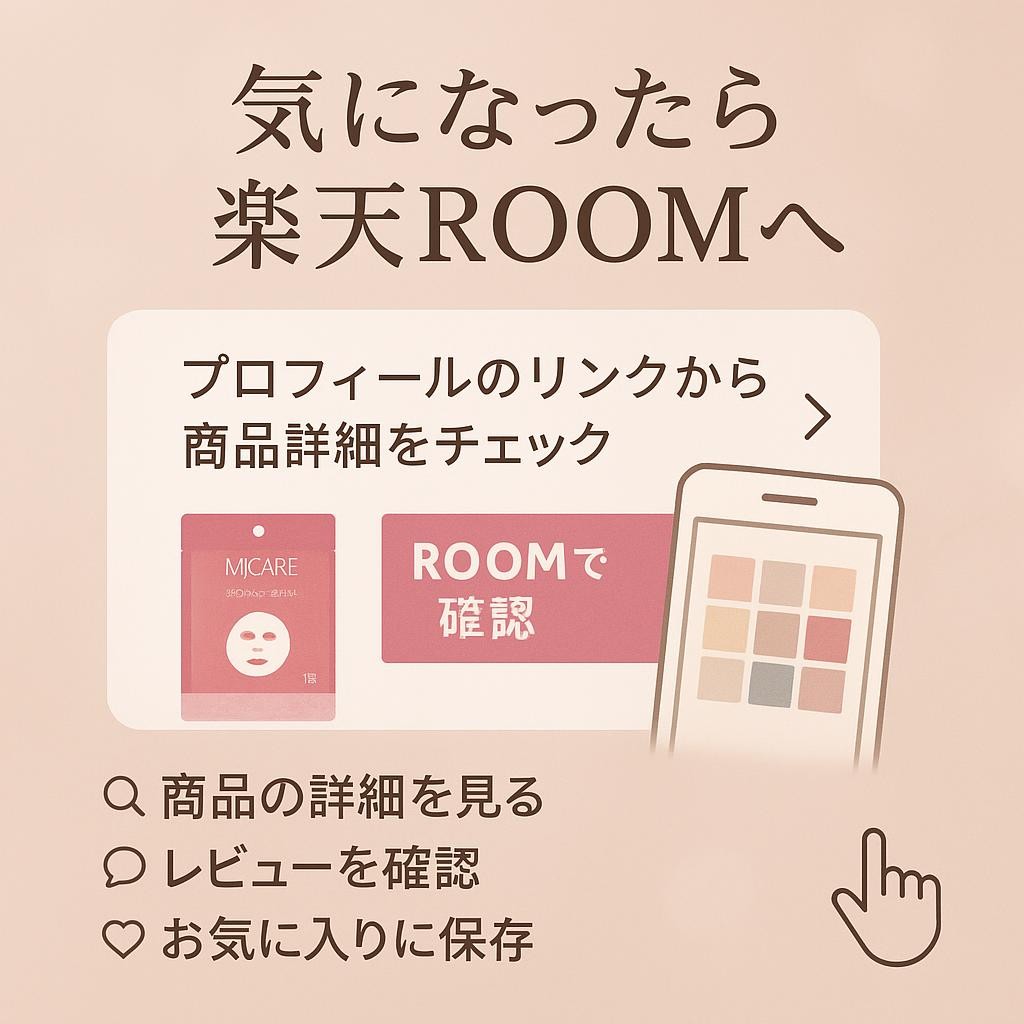 気になったら
楽天ROOMへ
プロフィールのリンクから
商品詳細をチェック
MJCARE
ROOMで
確認
商品の詳細を見る
レビューを確認
お気に入りに保存